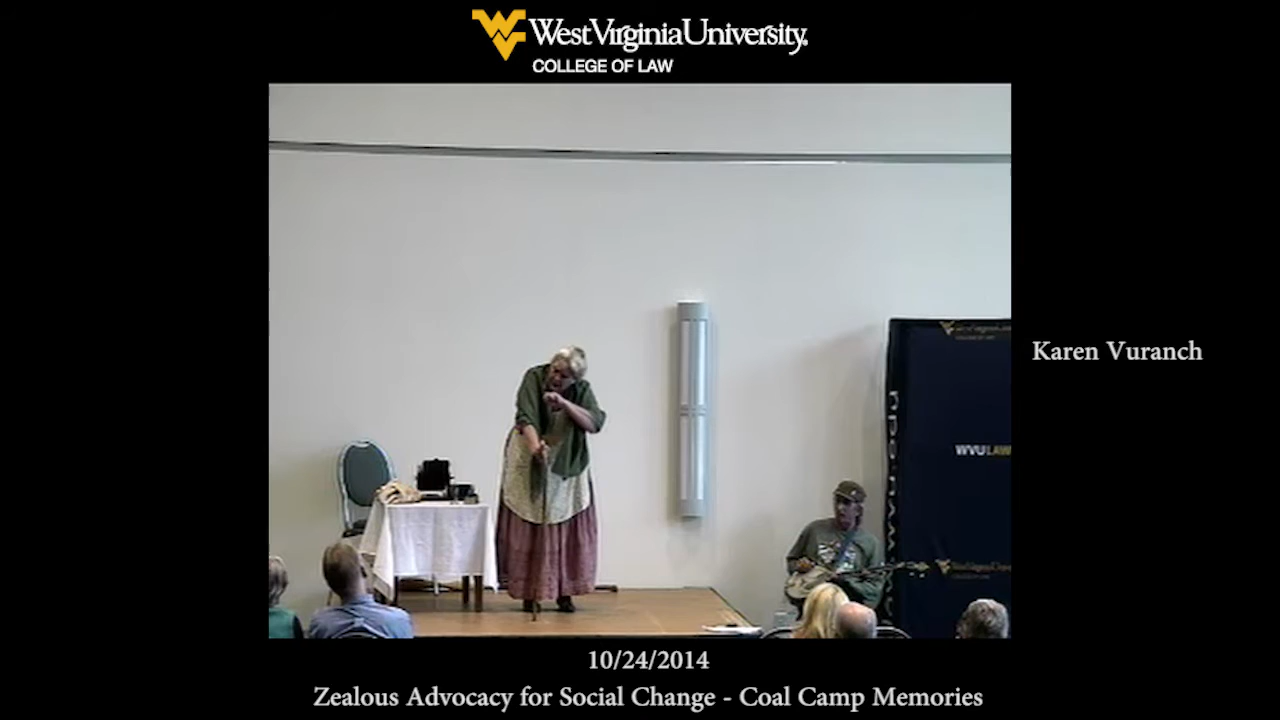 WestVirginiaUniversity.
COLLEGE OF LAW
Karen Vuranch
WVULAW
10/24/2014
Zealous Advocacy for Social Change - Coal Camp Memories